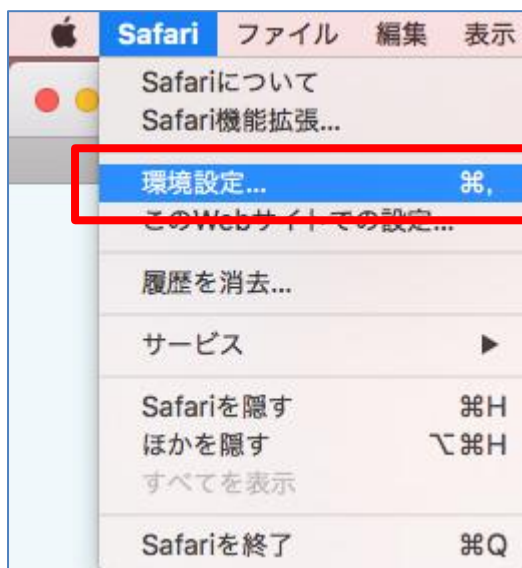 Safari ファイル 編集 表示
Safariについて
Safari機能拡張...
環境設定... ⌘,
このWebサイトでの設定...
履歴を消去...
サービス ▶
Safariを隠す ⌘H
ほかを隠す ⌥⌘H
すべてを表示
Safariを終了 ⌘Q